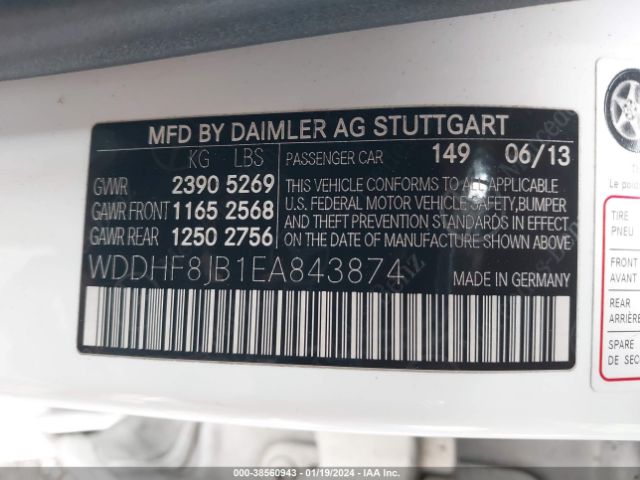 MFD BY DAIMLER AG STUTTGART
KG LBS PASSENGER CAR 149 06/13
GVWR 2390 5269
GAWR FRONT 1165 2568
GAWR REAR 1250 2756
THIS VEHICLE CONFORMS TO ALL APPLICABLE
U.S. FEDERAL MOTOR VEHICLE SAFETY, BUMPER
AND THEFT PREVENTION STANDARDS IN EFFECT
ON THE DATE OF MANUFACTURE SHOWN ABOVE
WDDHF8JB1EA843874 MADE IN GERMANY
Le
TIRE
PNEU
REAR
ARRIÈRE
SPARE
DE
000-38560943 - 01/19/2024 - IAA Inc.